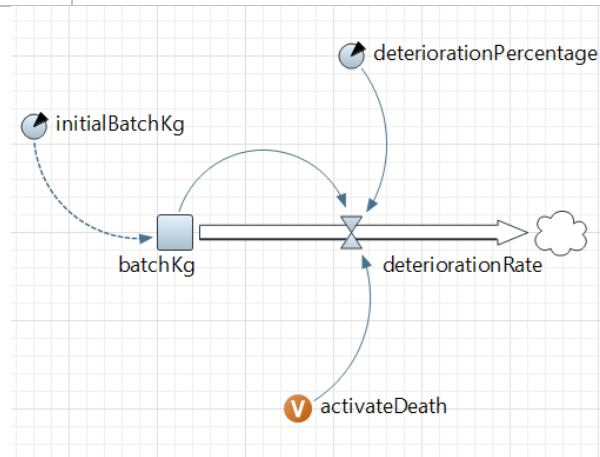 deteriorationPercentage
initialBatchKg
batchKg
deteriorationRate
V
activateDeath